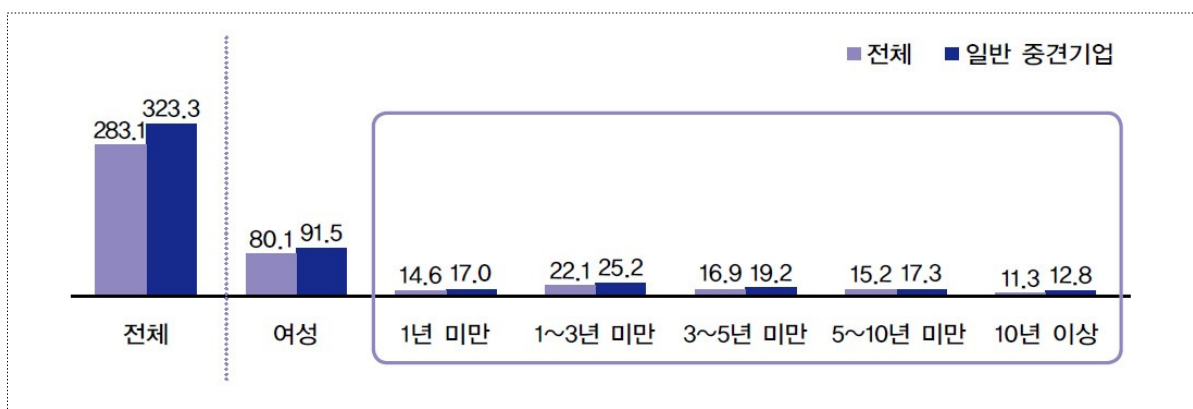 전체 일반 중견기업
283.1 323.3
80.1 91.5
14.6 17.0
22.1 25.2
16.9 19.2
15.2 17.3
11.3 12.8
전체
여성
1년 미만
1~3년 미만
3~5년 미만
5~10년 미만
10년 이상